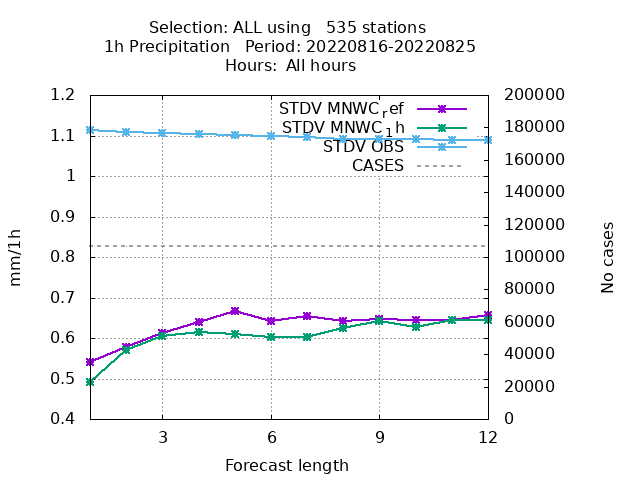 Selection: ALL using   535 stations
1h Precipitation   Period: 20220816-20220825
Hours:  All hours
STDV MNWCref
STDV MNWC1h
STDV OBS
CASES
1.2
1.1
1
0.9
0.8
0.7
0.6
0.5
0.4
mm/1h
200000
180000
160000
140000
120000
100000
80000
60000
40000
20000
0
No cases
3 6 9 12
Forecast length